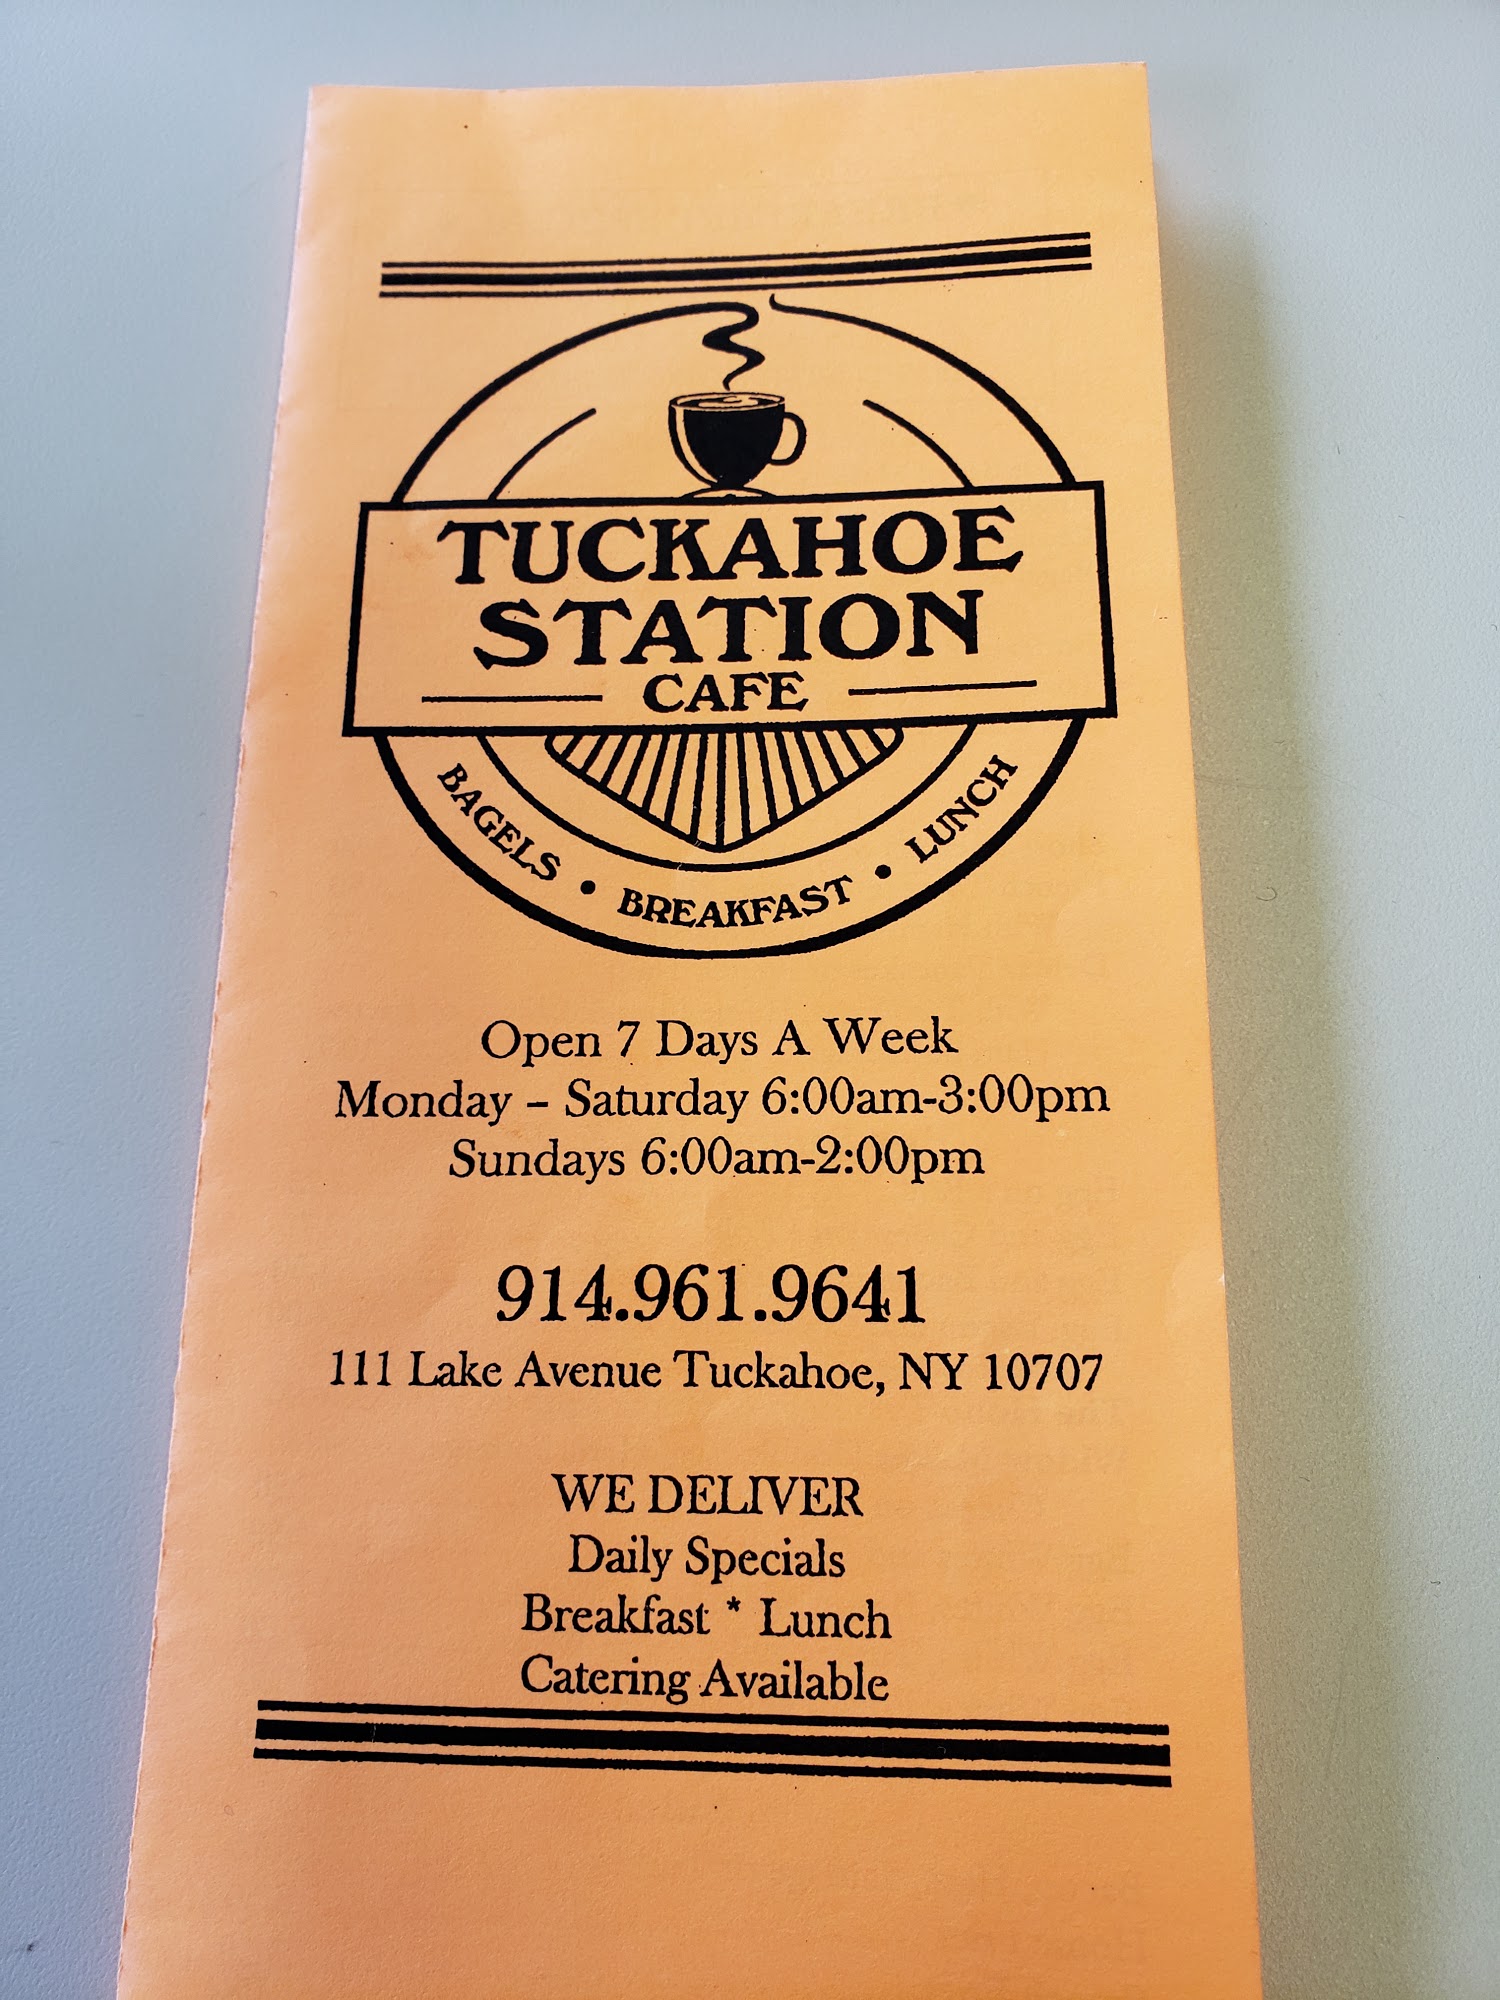 TUCKAHOE
STATION
CAFE
BAGELS • BREAKFAST • LUNCH
Open 7 Days A Week
Monday – Saturday 6:00am-3:00pm
Sundays 6:00am-2:00pm
914.961.9641
111 Lake Avenue Tuckahoe, NY 10707
WE DELIVER
Daily Specials
Breakfast * Lunch
Catering Available